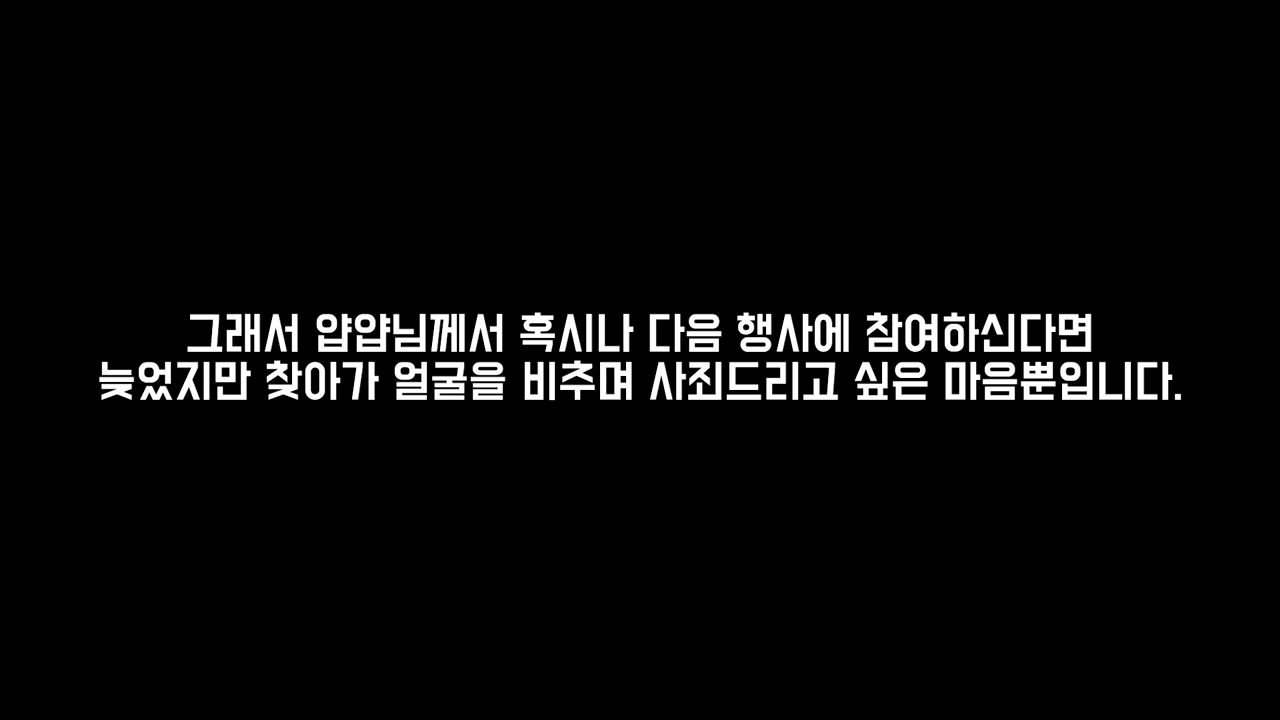 그래서 얍얍님께서 혹시나 다음 행사에 참여하신다면
늦었지만 찾아가 얼굴을 비추며 사죄드리고 싶은 마음뿐입니다.